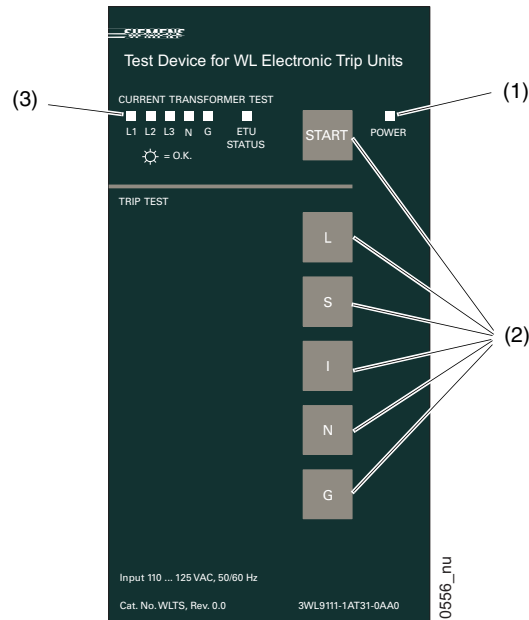 SIEMENS
Test Device for WL Electronic Trip Units
(3)
CURRENT TRANSFORMER TEST
(1)
L1 L2 L3 N G ETU STATUS
START
POWER
= O.K.
TRIP TEST
L
S
(2)
I
N
G
Input 110 ... 125 VAC, 50/60 Hz
Cat. No. WLTS, Rev. 0.0 3WL9111-1AT31-0AA0
0556_nu